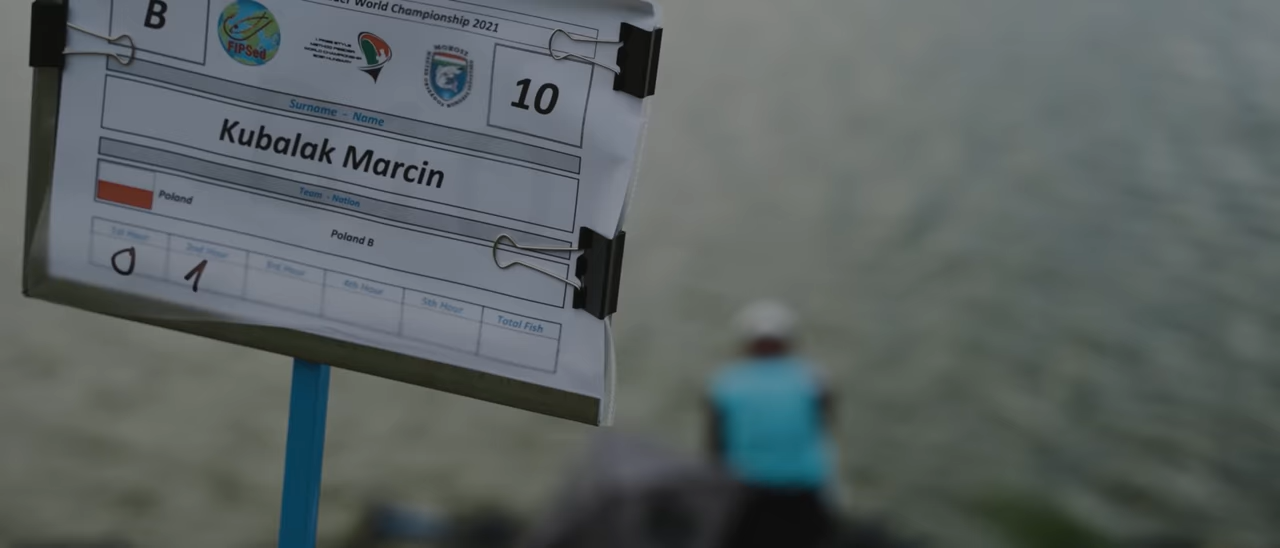 World Championship 2021
B
FIPSed
10
Surname - Name
Kubalak Marcin
Team - Nation
Poland
Poland B
1st Hour 2nd Hour 3rd Hour 4th Hour 5th Hour Total Fish
0 1